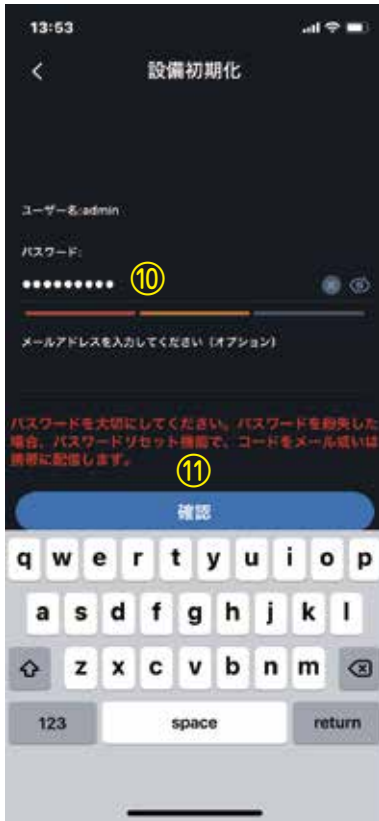 13:53
設備初期化
ユーザー名:admin
パスワード:
••••••••• ⑩
メールアドレスを入力してください（オプション）
パスワードを大切にしてください。パスワードを紛失した
場合、パスワードリセット機能で、コードをメール或いは
携帯に配信します。
⑪
確認
q w e r t y u i o p
a s d f g h j k l
z x c v b n m
123 space return